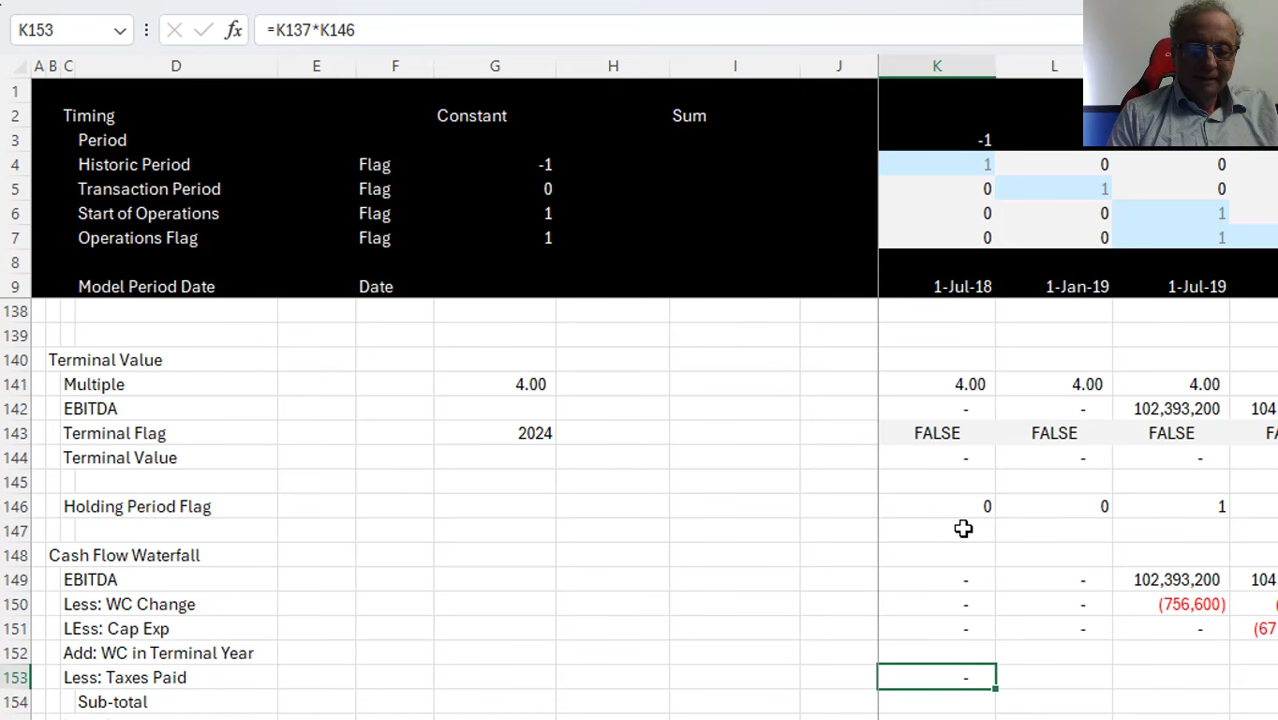 K153 fx =K137*K146
A B C D E F G H I J K L
1
2 Timing Constant Sum
3 Period -1
4 Historic Period Flag -1 1 0 0
5 Transaction Period Flag 0 0 1 0
6 Start of Operations Flag 1 0 0 1
7 Operations Flag Flag 1 0 0 1
8
9 Model Period Date Date 1-Jul-18 1-Jan-19 1-Jul-19
138
139
140 Terminal Value
141 Multiple 4.00 4.00 4.00 4.00
142 EBITDA - - 102,393,200 104
143 Terminal Flag 2024 FALSE FALSE FALSE FA
144 Terminal Value - - -
145
146 Holding Period Flag 0 0 1
147
148 Cash Flow Waterfall
149 EBITDA - - 102,393,200 104
150 Less: WC Change - - (756,600) (
151 LEss: Cap Exp - - - (67
152 Add: WC in Terminal Year
153 Less: Taxes Paid -
154 Sub-total